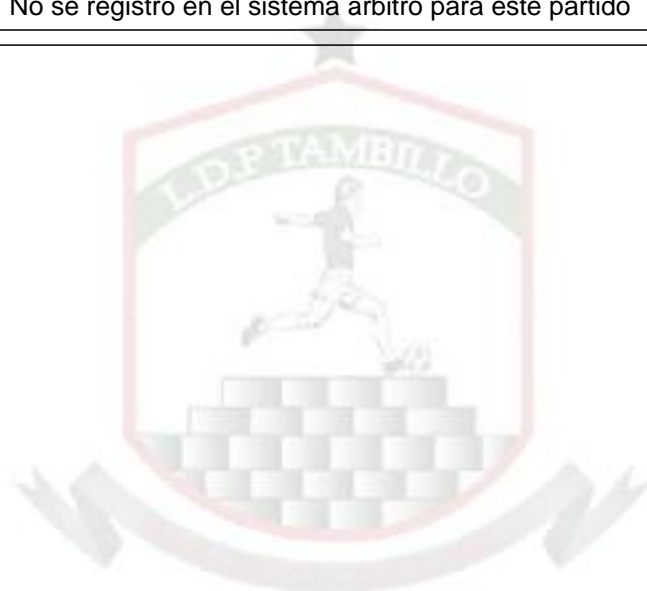 No se registro en el sistema arbitro para este partido
L.D.P TAMBILLO